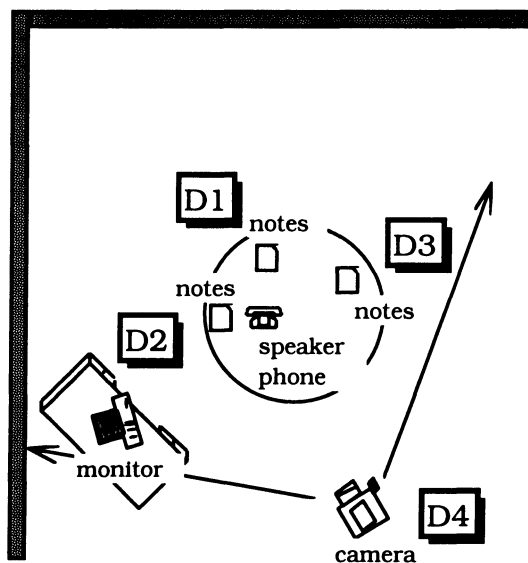 D1
notes
D3
notes
notes
D2
speaker
phone
monitor
D4
camera